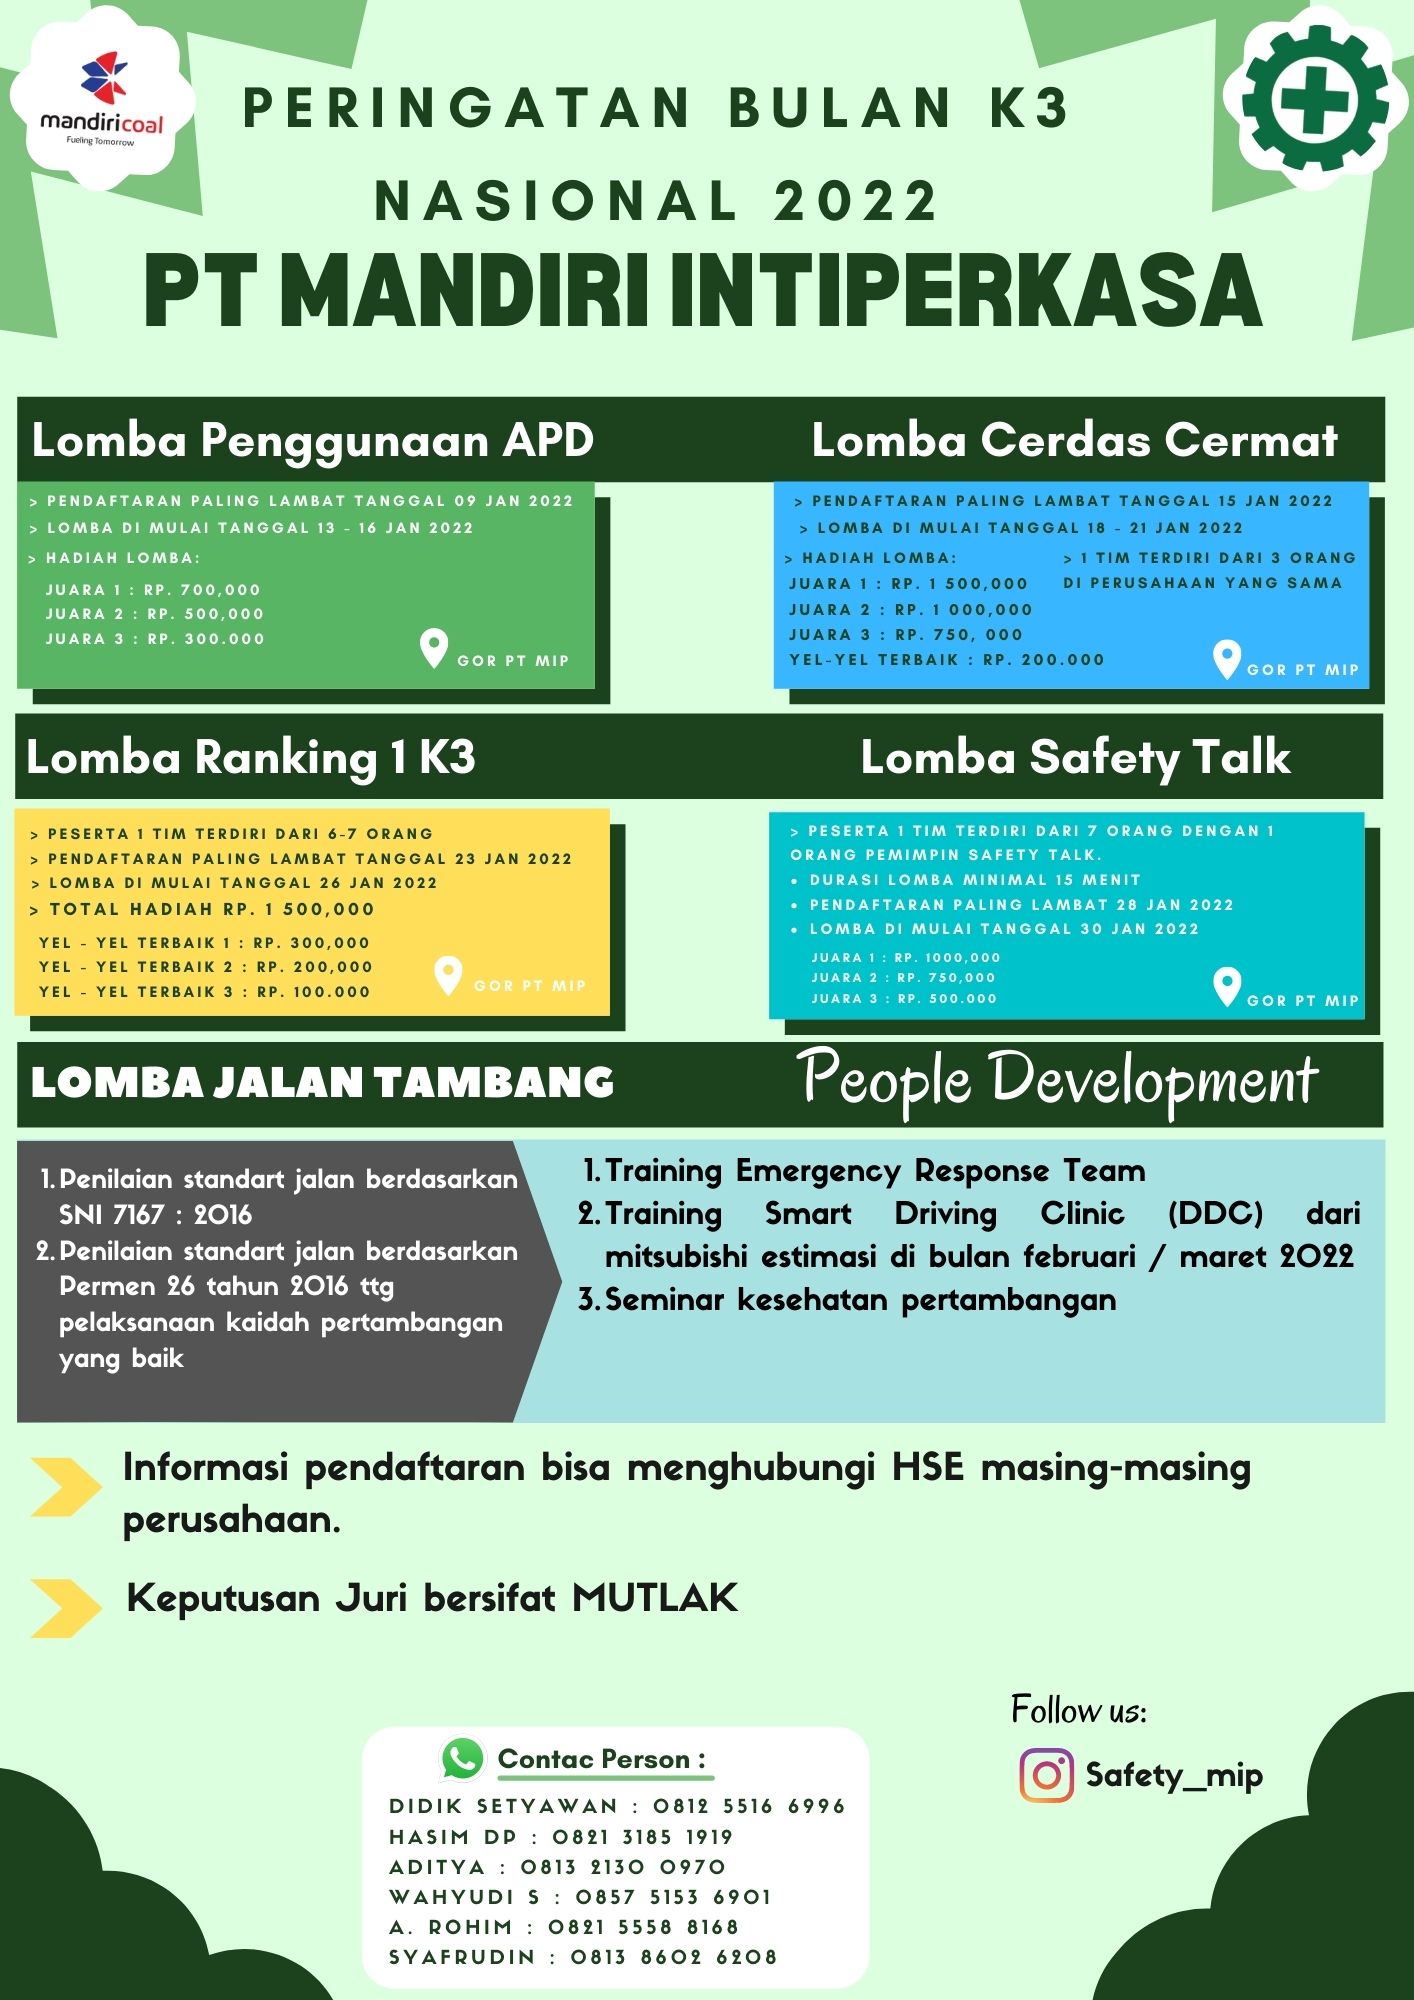 mandiricoal
Fueling Tomorrow
PERINGATAN BULAN K3
NASIONAL 2022
PT MANDIRI INTIPERKASA
Lomba Penggunaan APD
> PENDAFTARAN PALING LAMBAT TANGGAL 09 JAN 2022
> LOMBA DI MULAI TANGGAL 13 - 16 JAN 2022
> HADIAH LOMBA:
JUARA 1 : RP. 700,000
JUARA 2 : RP. 500,000
JUARA 3 : RP. 300.000
GOR PT MIP
Lomba Cerdas Cermat
> PENDAFTARAN PALING LAMBAT TANGGAL 15 JAN 2022
> LOMBA DI MULAI TANGGAL 18 - 21 JAN 2022
> HADIAH LOMBA:
JUARA 1 : RP. 1 500,000
JUARA 2 : RP. 1 000,000
JUARA 3 : RP. 750, 000
YEL-YEL TERBAIK : RP. 200.000
> 1 TIM TERDIRI DARI 3 ORANG
DI PERUSAHAAN YANG SAMA
GOR PT MIP
Lomba Ranking 1 K3
> PESERTA 1 TIM TERDIRI DARI 6-7 ORANG
> PENDAFTARAN PALING LAMBAT TANGGAL 23 JAN 2022
> LOMBA DI MULAI TANGGAL 26 JAN 2022
> TOTAL HADIAH RP. 1 500,000
YEL - YEL TERBAIK 1 : RP. 300,000
YEL - YEL TERBAIK 2 : RP. 200,000
YEL - YEL TERBAIK 3 : RP. 100.000
GOR PT MIP
Lomba Safety Talk
> PESERTA 1 TIM TERDIRI DARI 7 ORANG DENGAN 1
ORANG PEMIMPIN SAFETY TALK.
• DURASI LOMBA MINIMAL 15 MENIT
• PENDAFTARAN PALING LAMBAT 28 JAN 2022
• LOMBA DI MULAI TANGGAL 30 JAN 2022
JUARA 1 : RP. 1000,000
JUARA 2 : RP. 750,000
JUARA 3 : RP. 500.000
GOR PT MIP
LOMBA JALAN TAMBANG
1. Penilaian standart jalan berdasarkan
SNI 7167 : 2016
2. Penilaian standart jalan berdasarkan
Permen 26 tahun 2016 ttg
pelaksanaan kaidah pertambangan
yang baik
People Development
1. Training Emergency Response Team
2. Training Smart Driving Clinic (DDC) dari
mitsubishi estimasi di bulan februari / maret 2022
3. Seminar kesehatan pertambangan
Informasi pendaftaran bisa menghubungi HSE masing-masing
perusahaan.
Keputusan Juri bersifat MUTLAK
Follow us:
Safety_mip
Contac Person :
DIDIK SETYAWAN : 0812 5516 6996
HASIM DP : 0821 3185 1919
ADITYA : 0813 2130 0970
WAHYUDI S : 0857 5153 6901
A. ROHIM : 0821 5558 8168
SYAFRUDIN : 0813 8602 6208